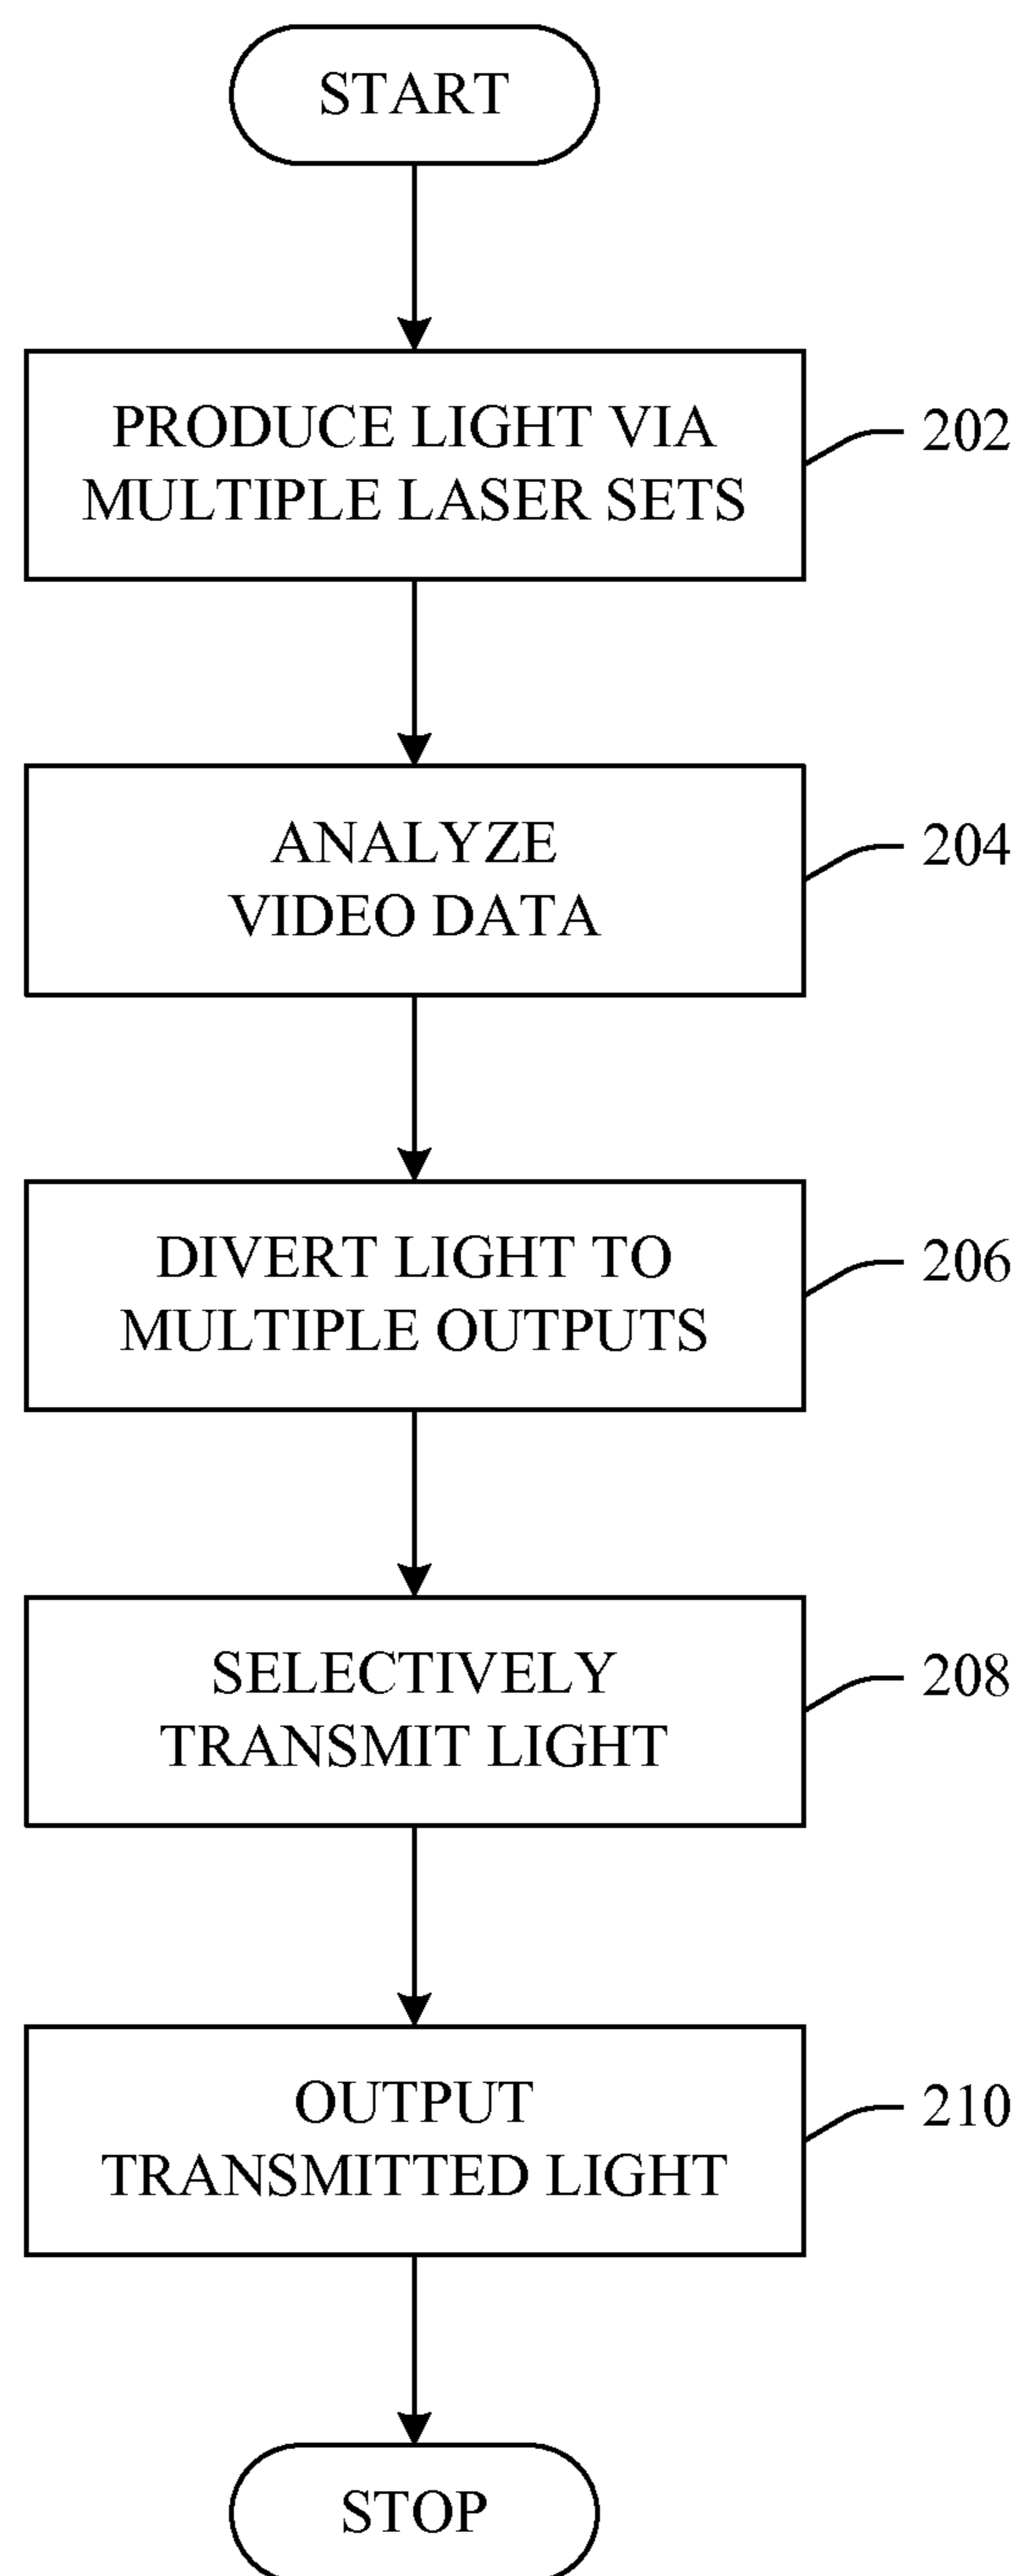 START
PRODUCE LIGHT VIA
MULTIPLE LASER SETS
202
ANALYZE
VIDEO DATA
204
DIVERT LIGHT TO
MULTIPLE OUTPUTS
206
SELECTIVELY
TRANSMIT LIGHT
208
OUTPUT
TRANSMITTED LIGHT
210
STOP